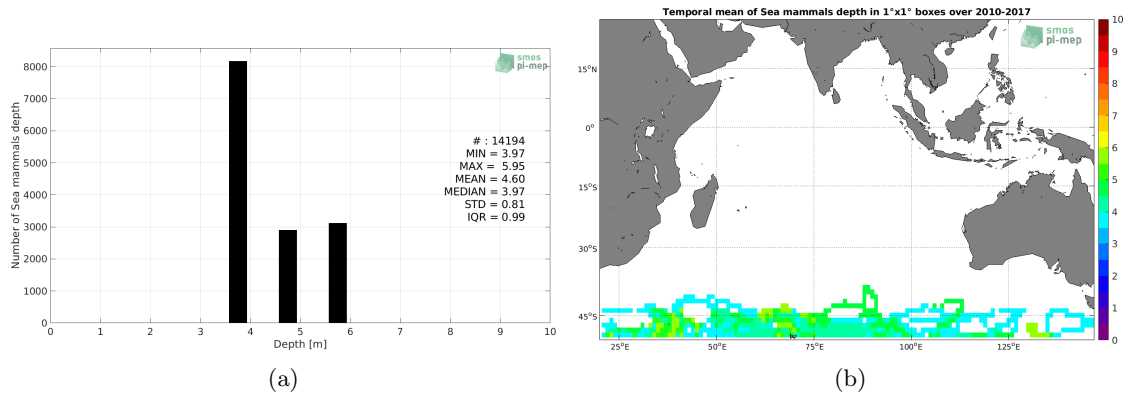 smos
pi-mep
8000
7000
6000
5000
4000
3000
2000
1000
0
Number of Sea mammals depth
# : 14194
MIN = 3.97
MAX = 5.95
MEAN = 4.60
MEDIAN = 3.97
STD = 0.81
IQR = 0.99
0 1 2 3 4 5 6 7 8 9 10
Depth [m]
(a)
Temporal mean of Sea mammals depth in 1°x1° boxes over 2010-2017
smos
pi-mep
15°N
0°
15°S
30°S
45°S
25°E 50°E 75°E 100°E 125°E
10
9
8
7
6
5
4
3
2
1
0
(b)